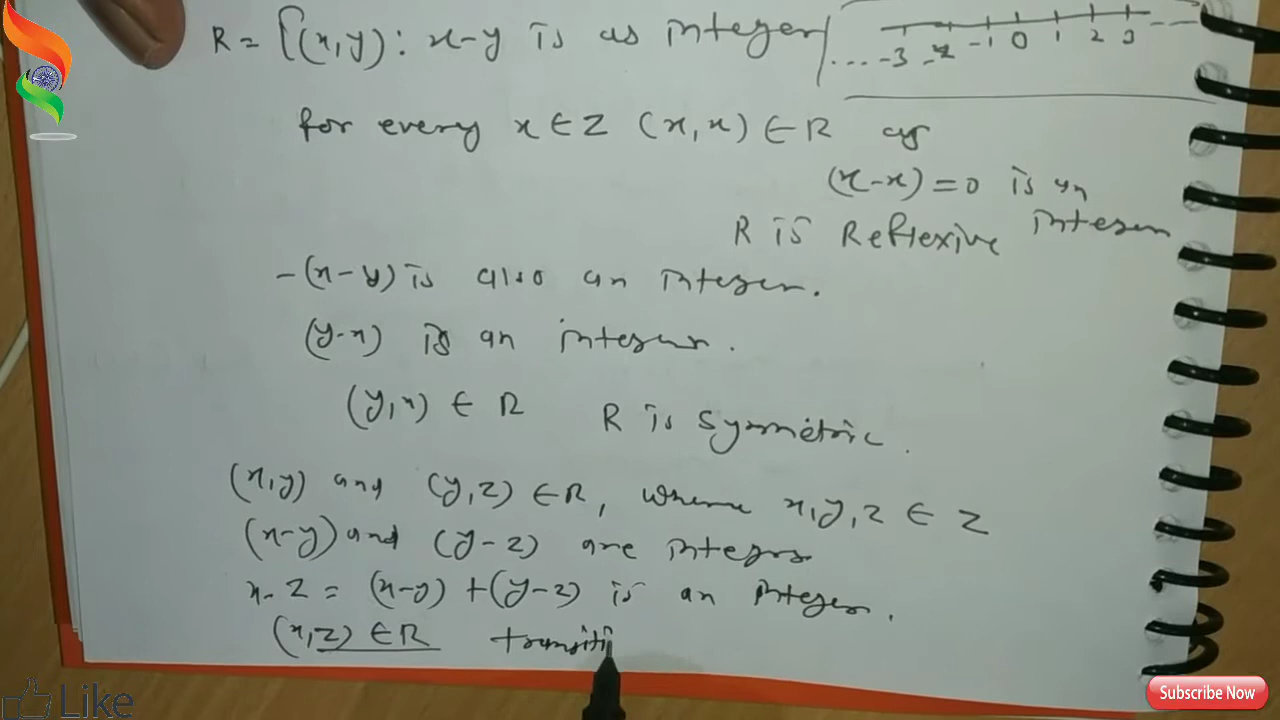 R = {(x,y) : x-y is as integer}
... -3 -2 -1 0 1 2 3 ---
for every x ∈ Z (x,x) ∈ R as
(x-x) = 0 is an
integer
R is Reflexive
-(x-y) is also an integer.
(y-x) is an integer.
(y,x) ∈ R R is symmetric.
(x,y) and (y,z) ∈ R, where x,y,z ∈ Z
(x-y) and (y-z) are integers
x-z = (x-y) + (y-z) is an integer.
(x,z) ∈ R transiti
Like
Subscribe Now